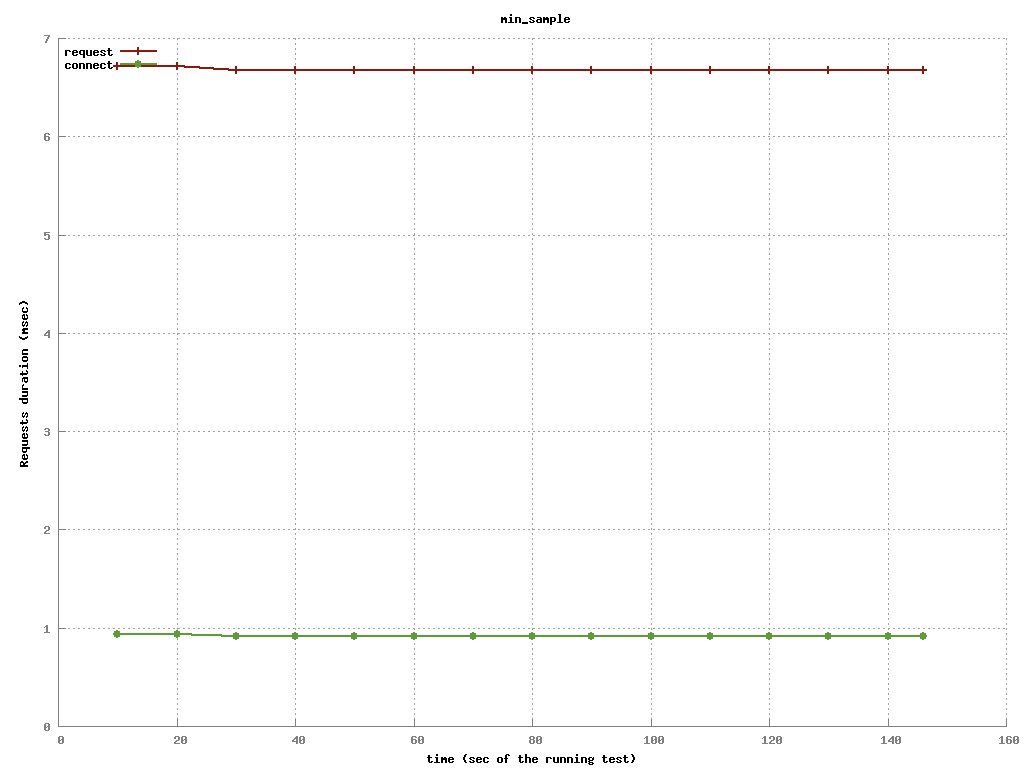 min_sample
request
connect
7
6
5
4
3
2
1
0
Requests duration (msec)
0 20 40 60 80 100 120 140 160
time (sec of the running test)